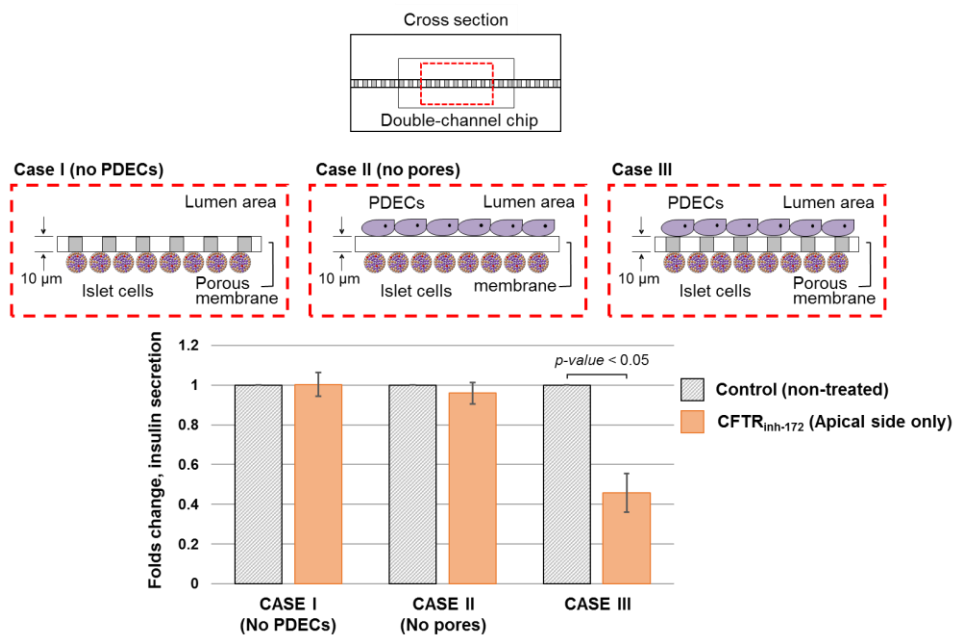 Cross section
Double-channel chip
Case I (no PDECs)
Lumen area
10 μm
Islet cells
Porous
membrane
Case II (no pores)
PDECs
Lumen area
10 μm
Islet cells
membrane
Case III
PDECs
Lumen area
10 μm
Islet cells
Porous
membrane
Folds change, insulin secretion
1.2
1
0.8
0.6
0.4
0.2
0
p-value < 0.05
Control (non-treated)
CFTRinh-172 (Apical side only)
CASE I
(No PDECs)
CASE II
(No pores)
CASE III